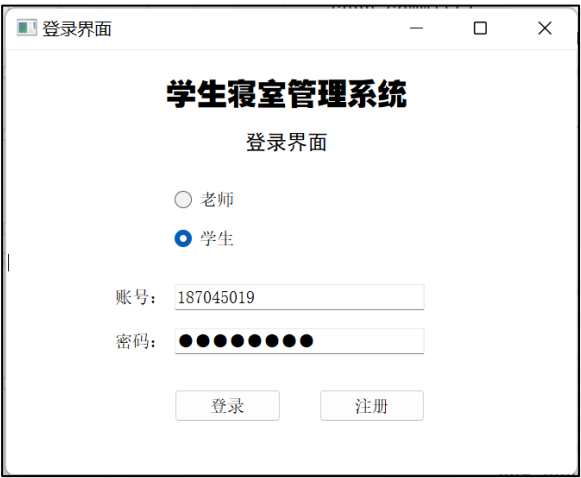 登录界面
学生寝室管理系统
登录界面
老师
学生
账号： 187045019
密码： ●●●●●●●●
登录 注册